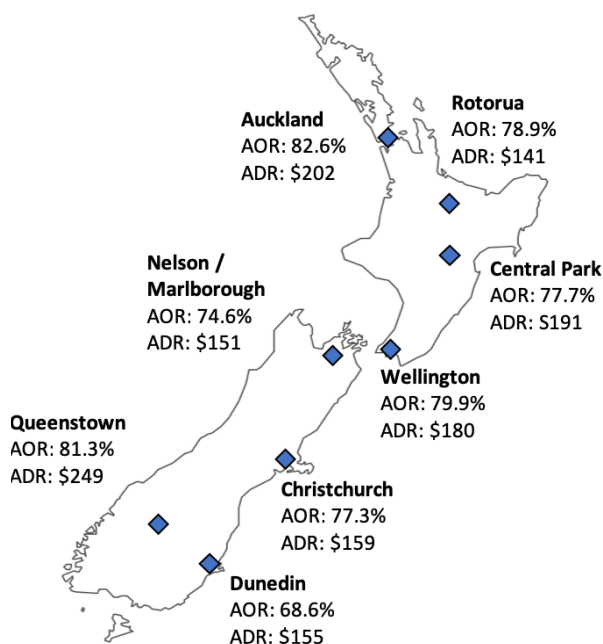 Auckland
AOR: 82.6%
ADR: $202
Rotorua
AOR: 78.9%
ADR: $141
Central Park
AOR: 77.7%
ADR: S191
Nelson /
Marlborough
AOR: 74.6%
ADR: $151
Wellington
AOR: 79.9%
ADR: $180
Queenstown
AOR: 81.3%
ADR: $249
Christchurch
AOR: 77.3%
ADR: $159
Dunedin
AOR: 68.6%
ADR: $155